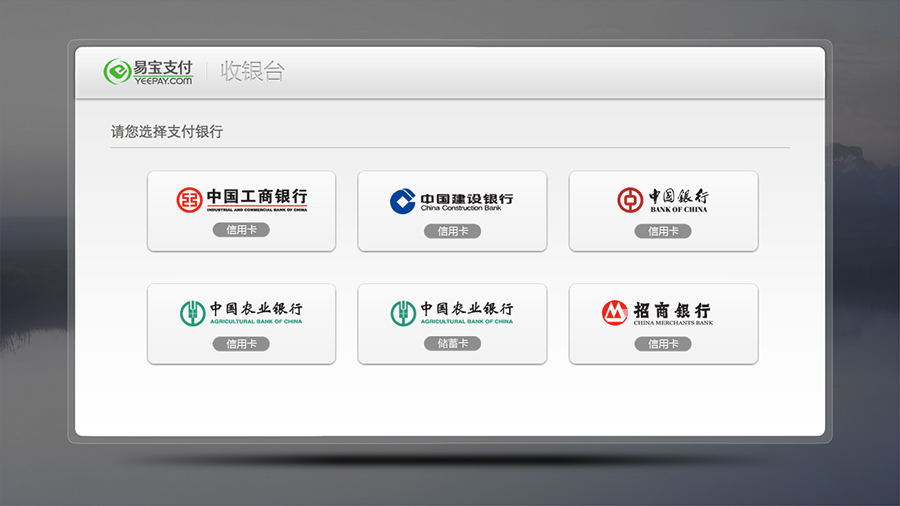 易宝支付
YEEPAY.COM
收银台
请您选择支付银行
中国工商银行
INDUSTRIAL AND COMMERCIAL BANK OF CHINA
信用卡
中国建设银行
China Construction Bank
信用卡
中国银行
BANK OF CHINA
信用卡
中国农业银行
AGRICULTURAL BANK OF CHINA
信用卡
中国农业银行
AGRICULTURAL BANK OF CHINA
储蓄卡
招商银行
CHINA MERCHANTS BANK
信用卡